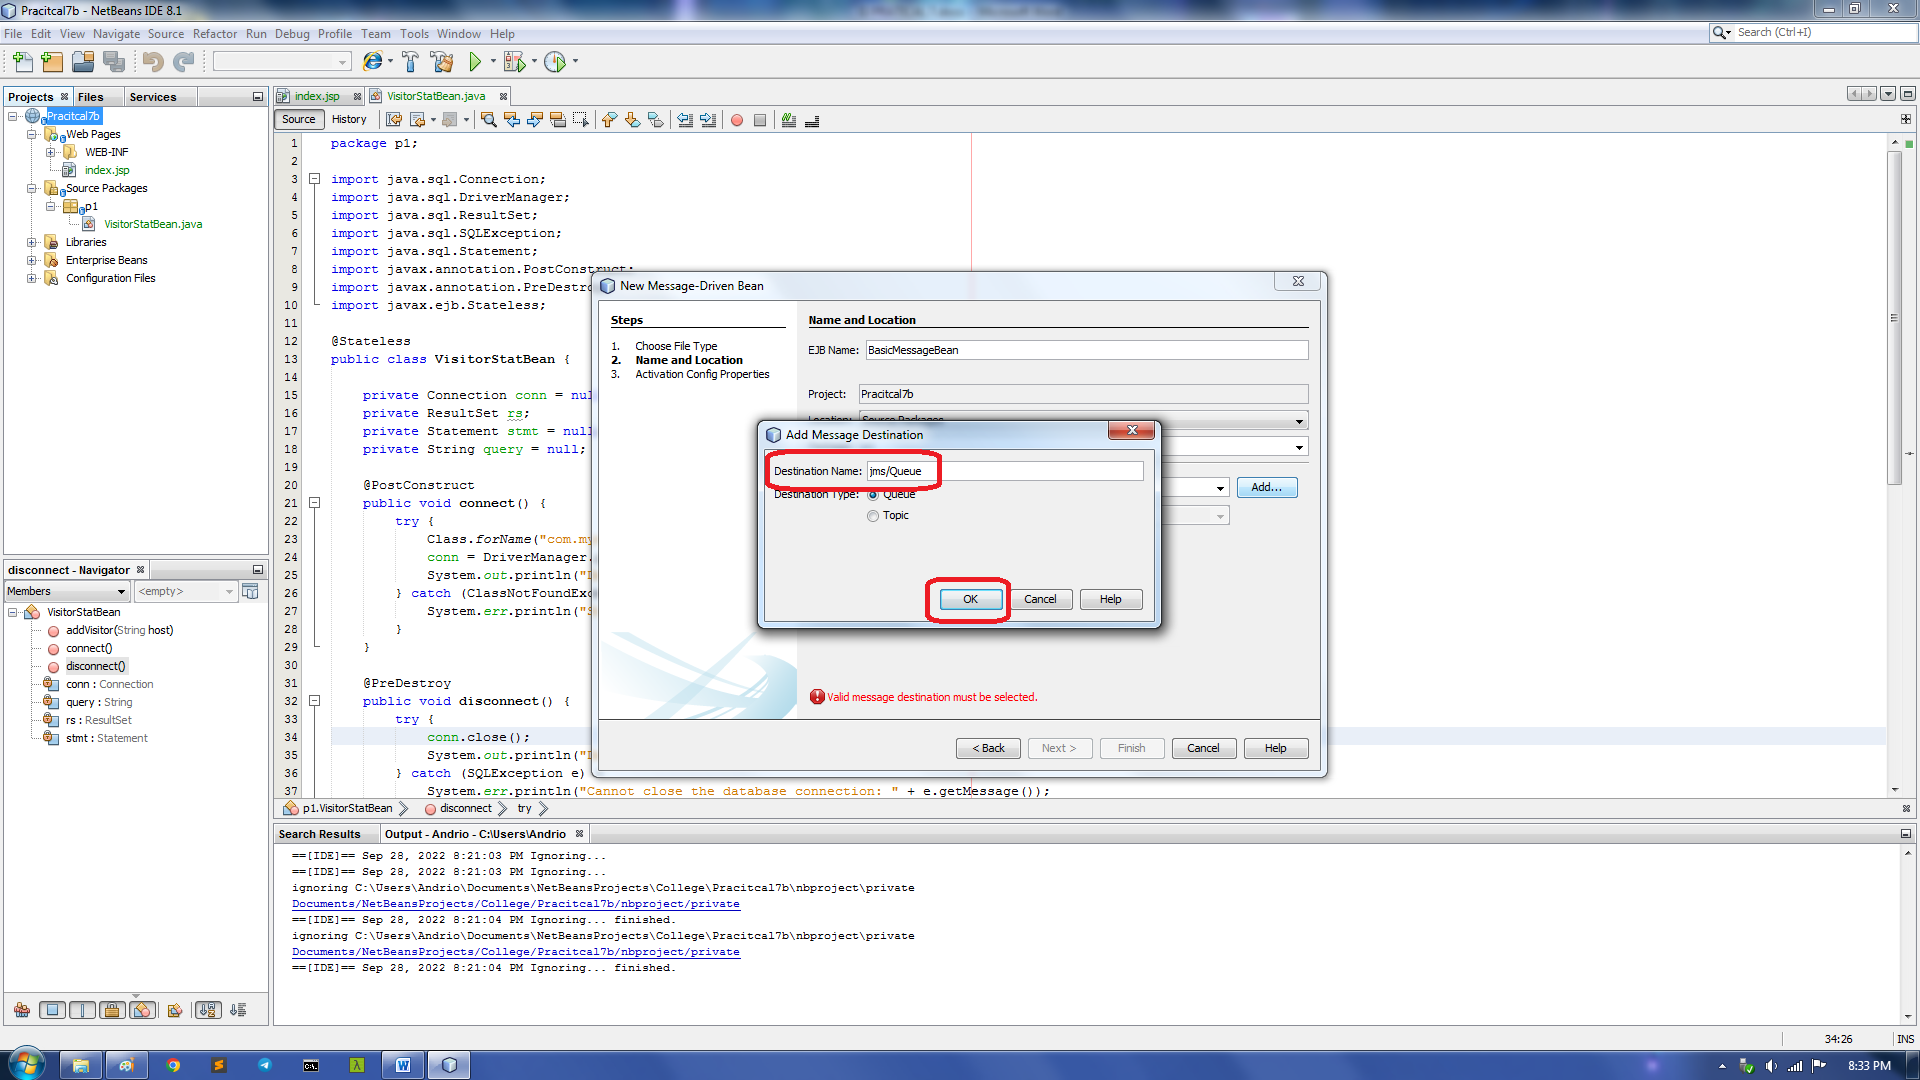 Pracitcal7b - NetBeans IDE 8.1
File Edit View Navigate Source Refactor Run Debug Profile Team Tools Window Help
Search (Ctrl+I)
Projects Files Services
Pracitcal7b
Web Pages
WEB-INF
index.jsp
Source Packages
p1
VisitorStatBean.java
Libraries
Enterprise Beans
Configuration Files
disconnect - Navigator
Members <empty>
VisitorStatBean
addVisitor(String host)
connect()
disconnect()
conn : Connection
query : String
rs : ResultSet
stmt : Statement
index.jsp VisitorStatBean.java
Source History
1 package p1;
2
3 import java.sql.Connection;
4 import java.sql.DriverManager;
5 import java.sql.ResultSet;
6 import java.sql.SQLException;
7 import java.sql.Statement;
8 import javax.annotation.PostConstruct;
9 import javax.annotation.PreDestro
10 import javax.ejb.Stateless;
11
12 @Stateless
13 public class VisitorStatBean {
14
15 private Connection conn = nul
16 private ResultSet rs;
17 private Statement stmt = null
18 private String query = null;
19
20 @PostConstruct
21 public void connect() {
22 try {
23 Class.forName("com.my
24 conn = DriverManager.
25 System.out.println("
26 } catch (ClassNotFoundExc
27 System.err.println("S
28 }
29 }
30
31 @PreDestroy
32 public void disconnect() {
33 try {
34 conn.close();
35 System.out.println("
36 } catch (SQLException e)
37 System.err.println("Cannot close the database connection: " + e.getMessage());
p1.VisitorStatBean disconnect try
New Message-Driven Bean
Steps
1. Choose File Type
2. Name and Location
3. Activation Config Properties
Name and Location
EJB Name: BasicMessageBean
Project: Pracitcal7b
Location: Source Packages
Add...
Add Message Destination
Destination Name: jms/Queue
Destination Type: Queue
Topic
OK Cancel Help
Valid message destination must be selected.
< Back Next > Finish Cancel Help
Search Results Output - Andrio - C:\Users\Andrio
==[IDE]== Sep 28, 2022 8:21:03 PM Ignoring...
==[IDE]== Sep 28, 2022 8:21:03 PM Ignoring...
ignoring C:\Users\Andrio\Documents\NetBeansProjects\College\Pracitcal7b\nbproject\private
Documents/NetBeansProjects/College/Pracitcal7b/nbproject/private
==[IDE]== Sep 28, 2022 8:21:04 PM Ignoring... finished.
ignoring C:\Users\Andrio\Documents\NetBeansProjects\College\Pracitcal7b\nbproject\private
Documents/NetBeansProjects/College/Pracitcal7b/nbproject/private
==[IDE]== Sep 28, 2022 8:21:04 PM Ignoring... finished.
34:26 INS
8:33 PM